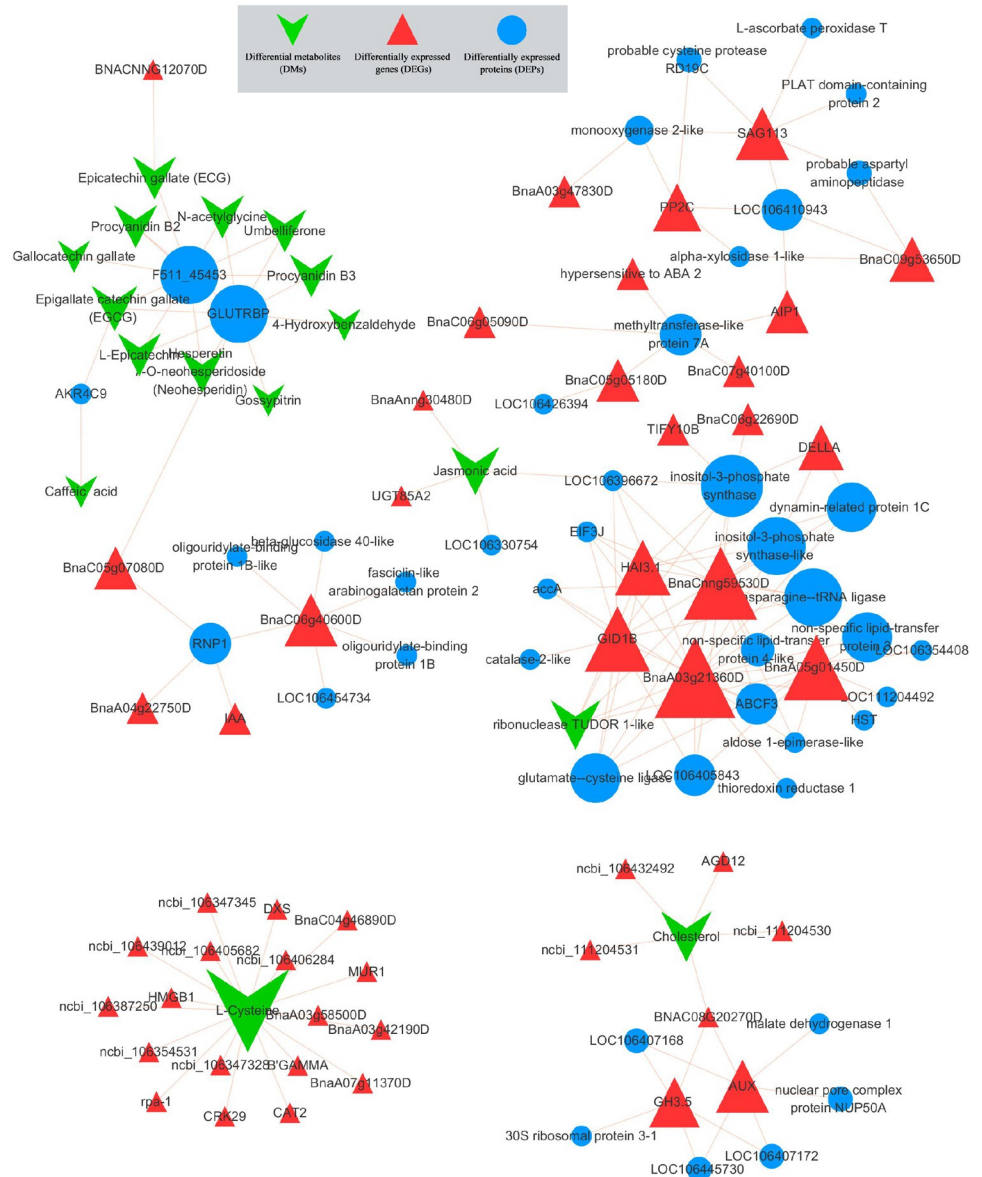 Differential metabolites
(DMs)
Differentially expressed
genes (DEGs)
Differentially expressed
proteins (DEPs)
BNACNNG12070D
Epicatechin gallate (ECG)
N-acetylglycine
Procyanidin B2
Umbelliferone
Gallocatechin gallate
F511_45453
Procyanidin B3
Epigallate catechin gallate
(EGCG)
GLUTRBP
4-Hydroxybenzaldehyde
L-Epicatechin
Hesperetin
7-O-neohesperidoside
(Neohesperidin)
Gossypitrin
AKR4C9
Caffeic acid
L-ascorbate peroxidase T
probable cysteine protease
RD19C
PLAT domain-containing
protein 2
monooxygenase 2-like
SAG113
probable aspartyl
aminopeptidase
BnaA03g47830D
PP2C
LOC106410943
alpha-xylosidase 1-like
BnaC09g53650D
hypersensitive to ABA 2
AIP1
BnaC06g05090D
methyltransferase-like
protein 7A
BnaC05g05180D
BnaC07g40100D
LOC106426394
BnaAnng30480D
TIFY10B
BnaC06g22690D
DELLA
Jasmonic acid
LOC106396672
inositol-3-phosphate
synthase
UGT85A2
dynamin-related protein 1C
EIF3J
inositol-3-phosphate
synthase-like
LOC106330754
HAI3.1
BnaCnng59530D
asparagine--tRNA ligase
accA
GID1B
non-specific lipid-transfer
protein 4-like
non-specific lipid-transfer
protein 3
LOC106354408
catalase-2-like
BnaA03g21360D
BnaA05g01450D
LOC111204492
ABCF3
HST
ribonuclease TUDOR 1-like
aldose 1-epimerase-like
glutamate--cysteine ligase
LOC106405843
thioredoxin reductase 1
BnaC05g07080D
oligouridylate-binding
protein 1B-like
beta-glucosidase 40-like
fasciolin-like
arabinogalactan protein 2
BnaC06g40600D
RNP1
oligouridylate-binding
protein 1B
LOC106454734
BnaA04g22750D
IAA
ncbi_106347345
DXS
BnaC04g46890D
ncbi_106439012
ncbi_106405682
ncbi_106406284
MUR1
HMGB1
ncbi_106387250
L-Cysteine
BnaA03g58500D
BnaA03g42190D
ncbi_106354531
ncbi_106347328
B'GAMMA
BnaA07g11370D
rpa-1
CRK29
CAT2
ncbi_106432492
AGD12
Cholesterol
ncbi_111204530
ncbi_111204531
BNAC08G20270D
malate dehydrogenase 1
LOC106407168
AUX
GH3.5
nuclear pore complex
protein NUP50A
30S ribosomal protein 3-1
LOC106407172
LOC106445730